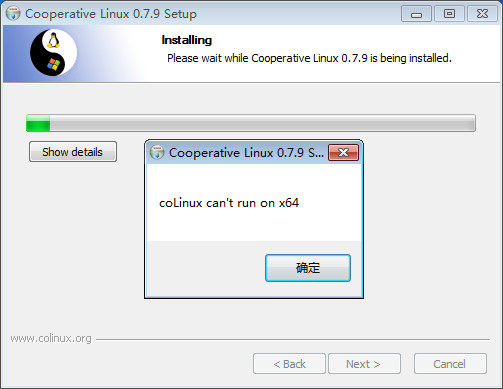 Cooperative Linux 0.7.9 Setup
Installing
Please wait while Cooperative Linux 0.7.9 is being installed.
Show details
Cooperative Linux 0.7.9 S...
coLinux can't run on x64
确定
www.colinux.org
< Back
Next >
Cancel